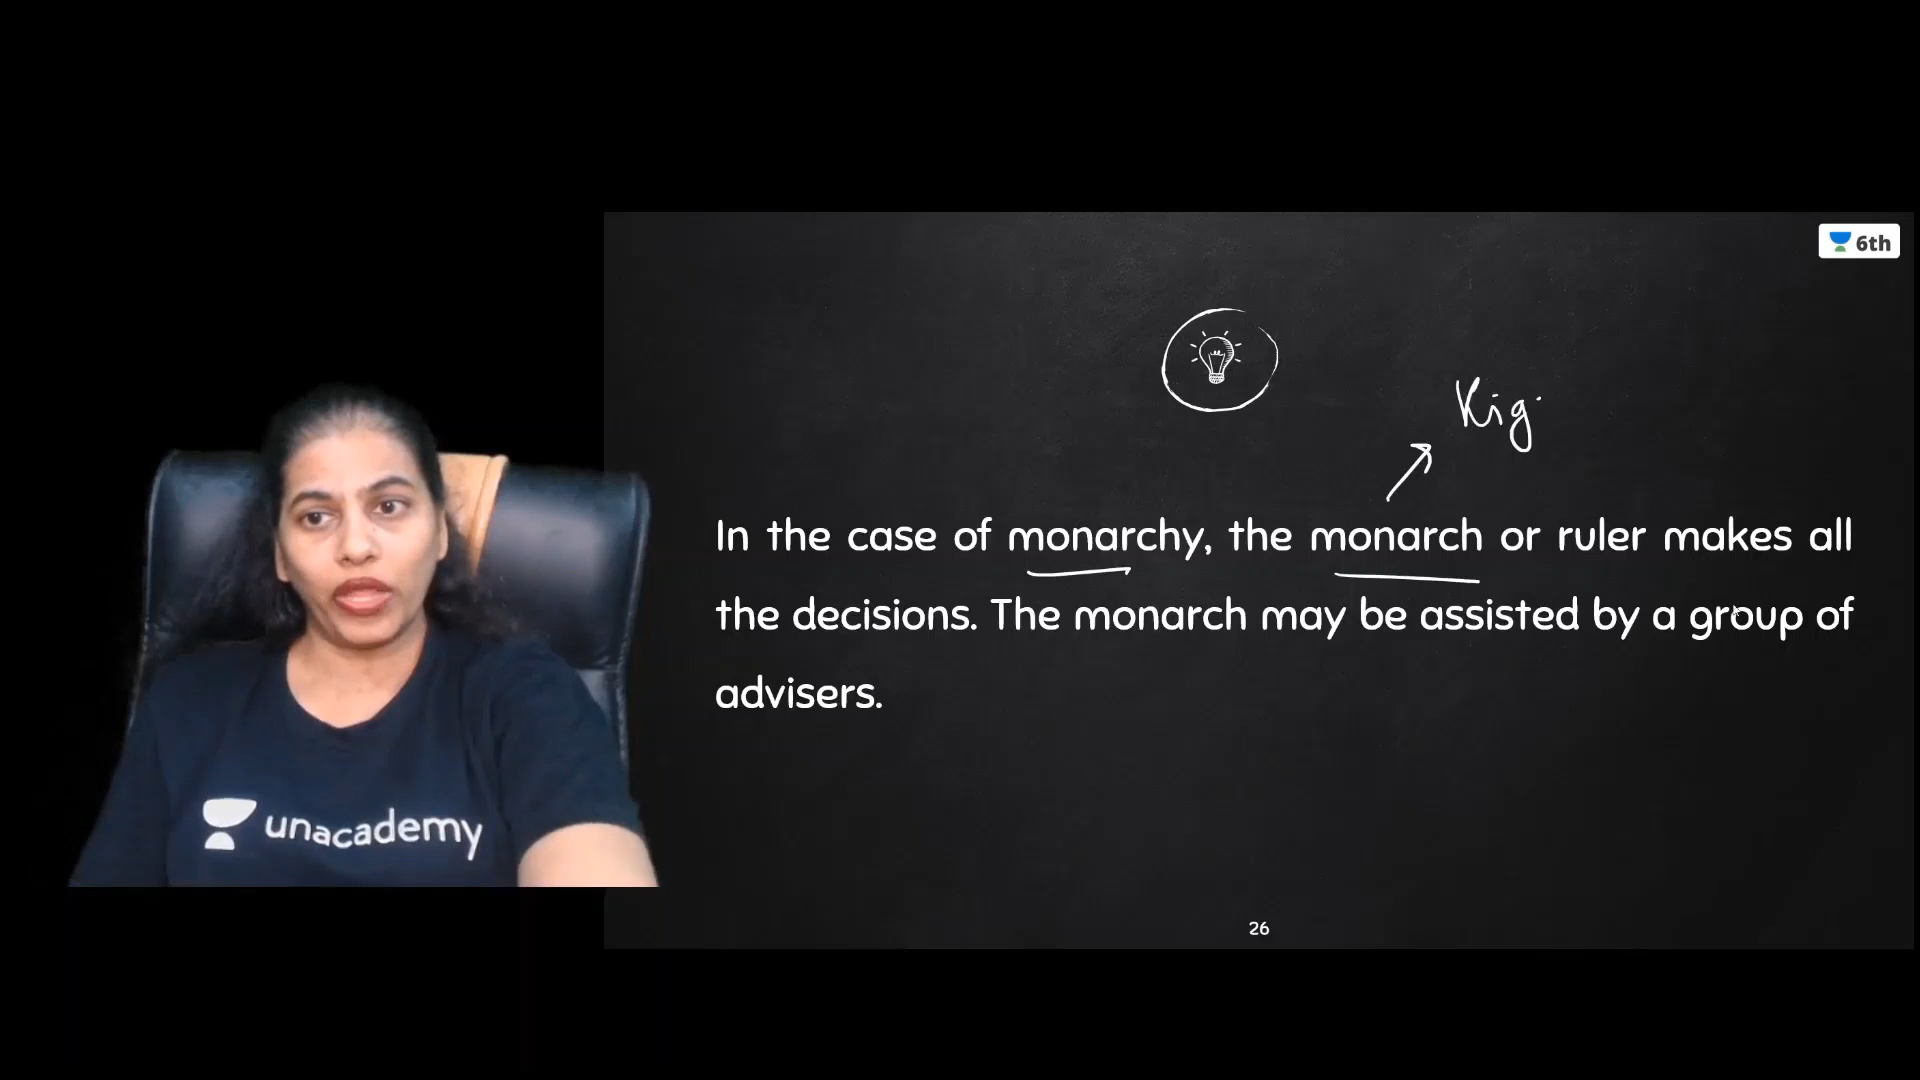 6th
Kig.
In the case of monarchy, the monarch or ruler makes all
the decisions. The monarch may be assisted by a group of
advisers.
unacademy
26